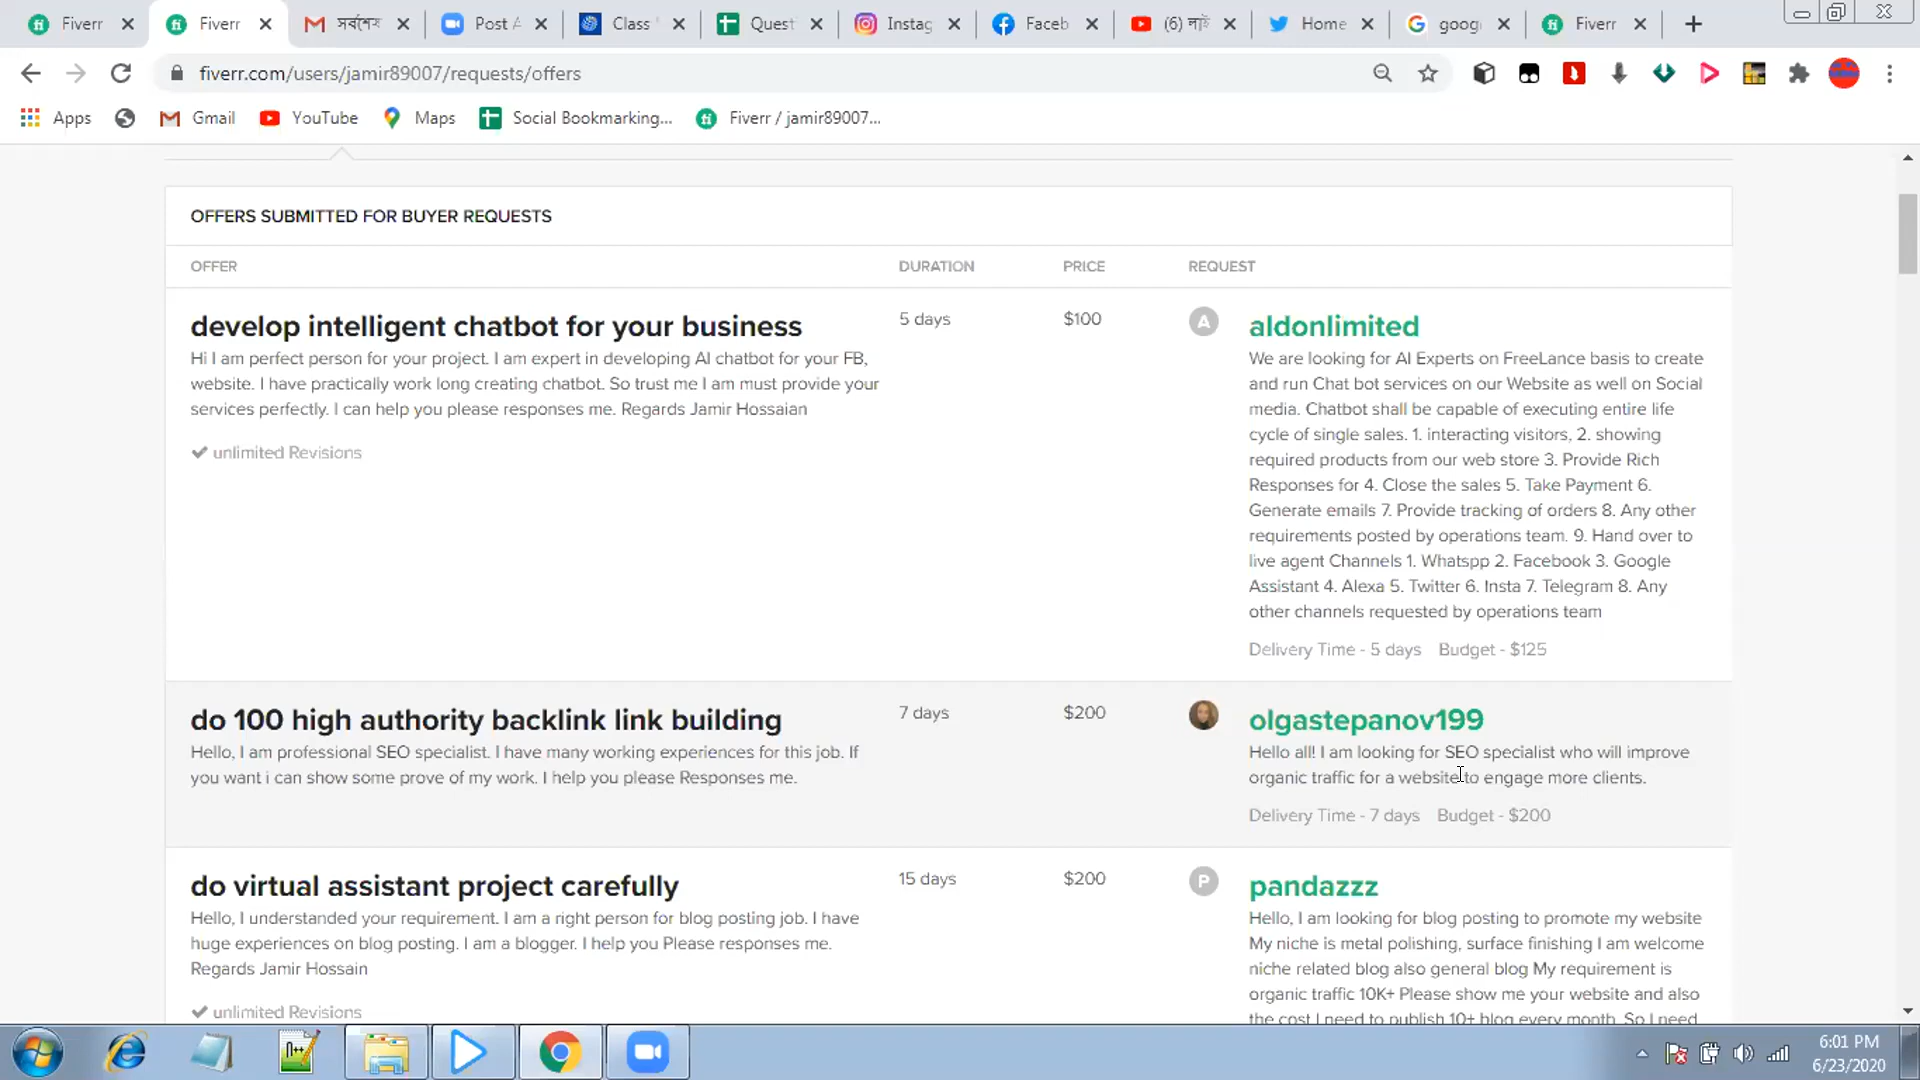 Fiverr
Fiverr
সর্বশেষ
Post A
Class
Quest
Instag
Faceb
(6) লাই
Home
goog
Fiverr
fiverr.com/users/jamir89007/requests/offers
Apps
Gmail
YouTube
Maps
Social Bookmarking...
Fiverr / jamir89007...
OFFERS SUBMITTED FOR BUYER REQUESTS
OFFER DURATION PRICE REQUEST
develop intelligent chatbot for your business
Hi I am perfect person for your project. I am expert in developing AI chatbot for your FB,
website. I have practically work long creating chatbot. So trust me I am must provide your
services perfectly. I can help you please responses me. Regards Jamir Hossaian
unlimited Revisions
5 days
$100
A
aldonlimited
We are looking for AI Experts on FreeLance basis to create
and run Chat bot services on our Website as well on Social
media. Chatbot shall be capable of executing entire life
cycle of single sales. 1. interacting visitors, 2. showing
required products from our web store 3. Provide Rich
Responses for 4. Close the sales 5. Take Payment 6.
Generate emails 7. Provide tracking of orders 8. Any other
requirements posted by operations team. 9. Hand over to
live agent Channels 1. Whatspp 2. Facebook 3. Google
Assistant 4. Alexa 5. Twitter 6. Insta 7. Telegram 8. Any
other channels requested by operations team
Delivery Time - 5 days Budget - $125
do 100 high authority backlink link building
Hello, I am professional SEO specialist. I have many working experiences for this job. If
you want i can show some prove of my work. I help you please Responses me.
7 days
$200
olgastepanov199
Hello all! I am looking for SEO specialist who will improve
organic traffic for a website to engage more clients.
Delivery Time - 7 days Budget - $200
do virtual assistant project carefully
Hello, I understanded your requirement. I am a right person for blog posting job. I have
huge experiences on blog posting. I am a blogger. I help you Please responses me.
Regards Jamir Hossain
unlimited Revisions
15 days
$200
P
pandazzz
Hello, I am looking for blog posting to promote my website
My niche is metal polishing, surface finishing I am welcome
niche related blog also general blog My requirement is
organic traffic 10K+ Please show me your website and also
the cost I need to publish 10+ blog every month. So I need
6:01 PM
6/23/2020